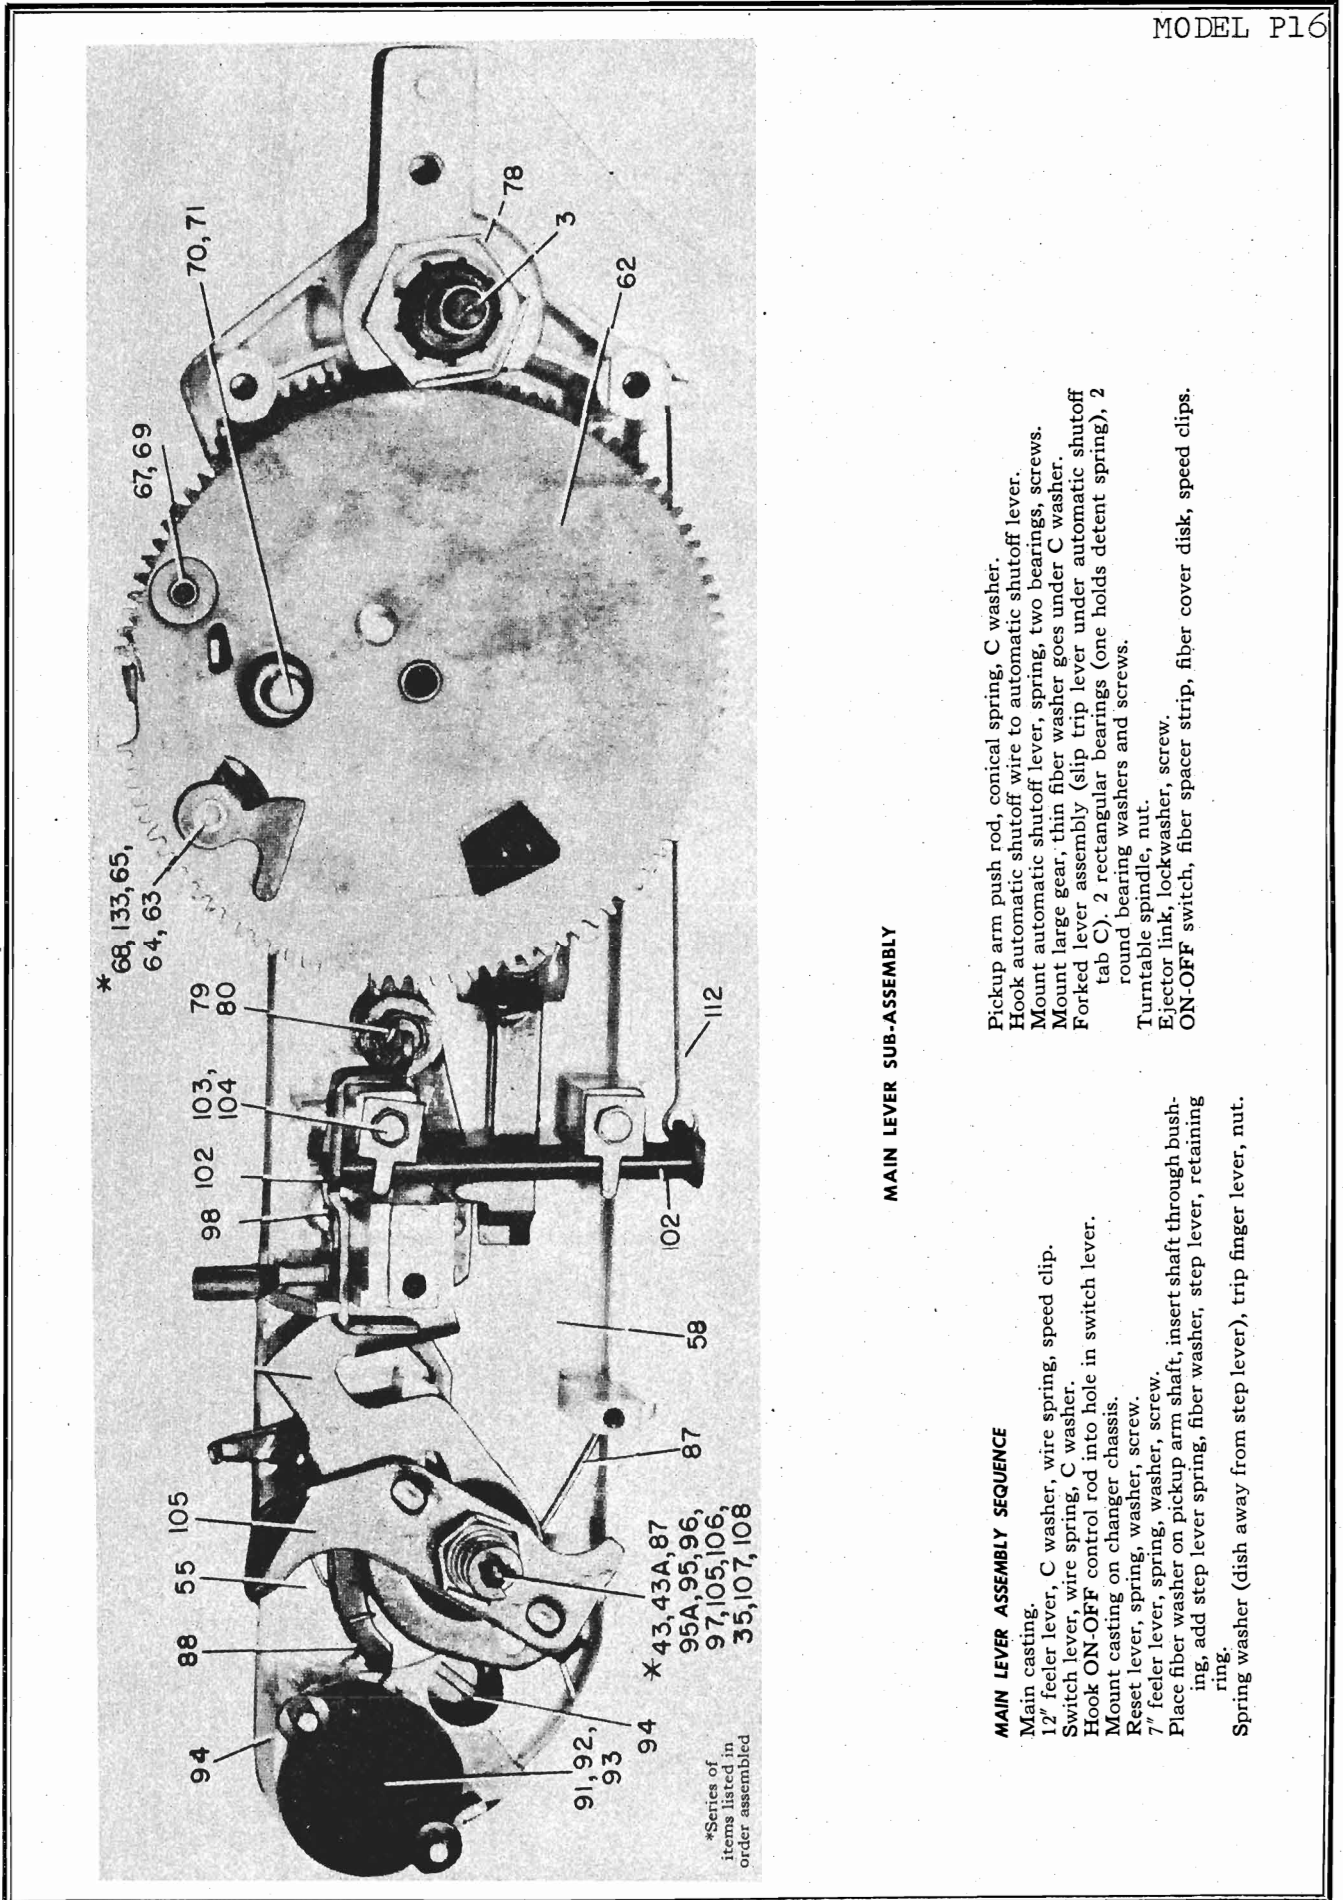 MODEL P16
70, 71
78
3
62
67, 69
*
68, 133, 65,
64, 63
79
80
103,
104
102
98
112
102
58
87
105
55
88
94
*43, 43A, 87
95A, 95, 96,
97, 105, 106,
35, 107, 108
94
91, 92,
93
*Series of
items listed in
order assembled
MAIN LEVER SUB-ASSEMBLY
MAIN LEVER ASSEMBLY SEQUENCE
Main casting.
12" feeler lever, C washer, wire spring, speed clip.
Switch lever, wire spring, C washer.
Hook ON-OFF control rod into hole in switch lever.
Mount casting on changer chassis.
Reset lever, spring, washer, screw.
7" feeler lever, spring, washer, screw.
Place fiber washer on pickup arm shaft, insert shaft through bush-
ing, add step lever spring, fiber washer, step lever, retaining
ring.
Spring washer (dish away from step lever), trip finger lever, nut.
Pickup arm push rod, conical spring, C washer.
Hook automatic shutoff wire to automatic shutoff lever.
Mount automatic shutoff lever, spring, two bearings, screws.
Mount large gear, thin fiber washer goes under C washer.
Forked lever assembly (slip trip lever under automatic shutoff
tab C). 2 rectangular bearings (one holds detent spring), 2
round bearing washers and screws.
Turntable spindle, nut.
Ejector link, lockwasher, screw.
ON-OFF switch, fiber spacer strip, fiber cover disk, speed clips.